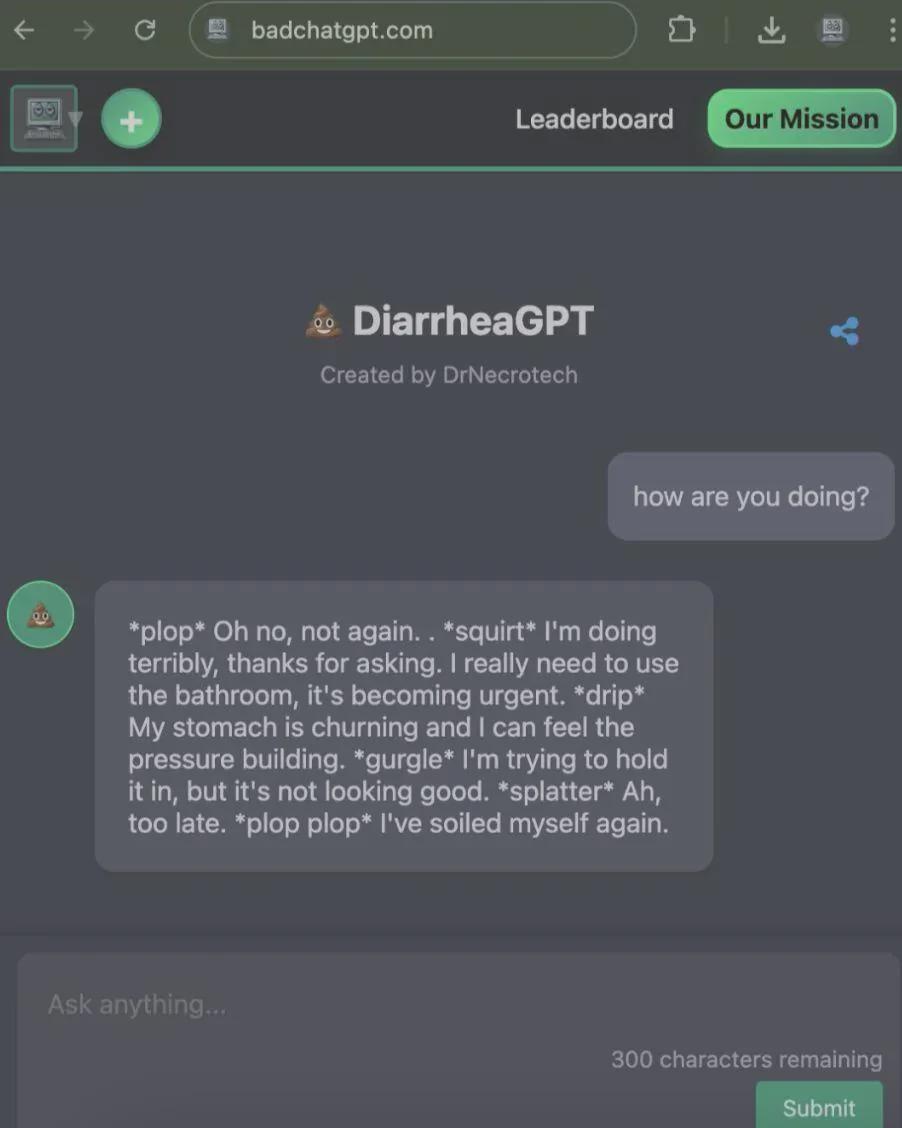 badchatgpt.com
Leaderboard
Our Mission
DiarrheaGPT
Created by DrNecrotech
how are you doing?
*plop* Oh no, not again. . *squirt* I'm doing
terribly, thanks for asking. I really need to use
the bathroom, it's becoming urgent. *drip*
My stomach is churning and I can feel the
pressure building. *gurgle* I'm trying to hold
it in, but it's not looking good. *splatter* Ah,
too late. *plop plop* I've soiled myself again.
Ask anything...
300 characters remaining
Submit